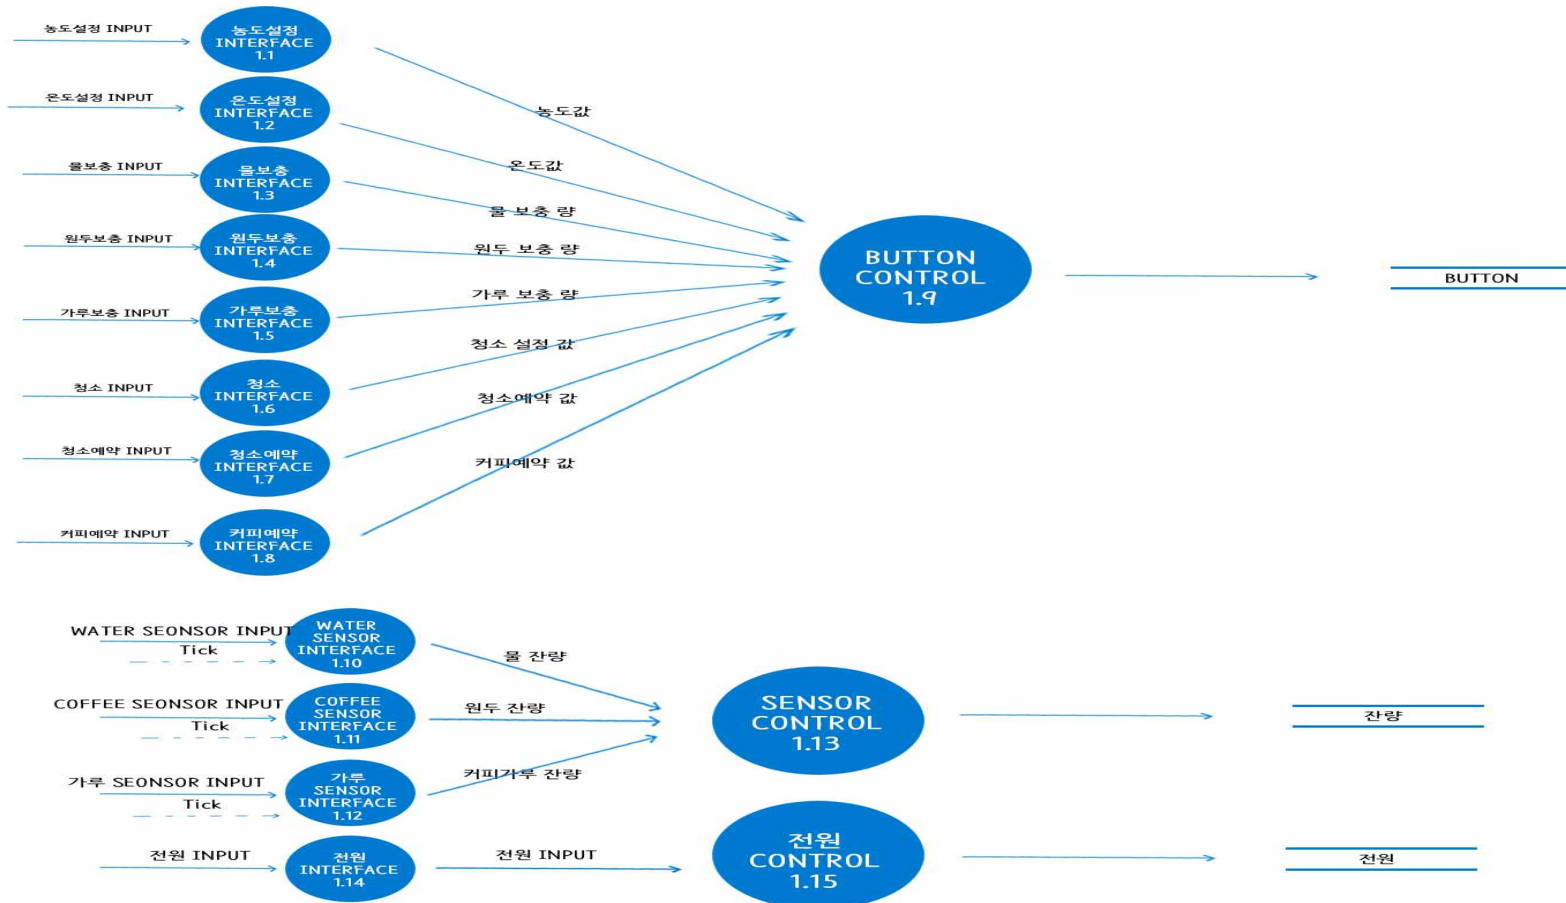 농도설정 INPUT
농도설정
INTERFACE
1.1
온도설정 INPUT
온도설정
INTERFACE
1.2
물보충 INPUT
물보충
INTERFACE
1.3
원두보충 INPUT
원두보충
INTERFACE
1.4
가루보충 INPUT
가루보충
INTERFACE
1.5
청소 INPUT
청소
INTERFACE
1.6
청소예약 INPUT
청소예약
INTERFACE
1.7
커피예약 INPUT
커피예약
INTERFACE
1.8
농도값
온도값
물 보충 량
원두 보충 량
가루 보충 량
청소 설정 값
청소예약 값
커피예약 값
BUTTON
CONTROL
1.9
BUTTON
WATER SEONSOR INPUT
Tick
WATER
SENSOR
INTERFACE
1.10
COFFEE SEONSOR INPUT
Tick
COFFEE
SENSOR
INTERFACE
1.11
가루 SEONSOR INPUT
Tick
가루
SENSOR
INTERFACE
1.12
물 잔량
원두 잔량
커피가루 잔량
SENSOR
CONTROL
1.13
잔량
전원 INPUT
전원
INTERFACE
1.14
전원 INPUT
전원
CONTROL
1.15
전원